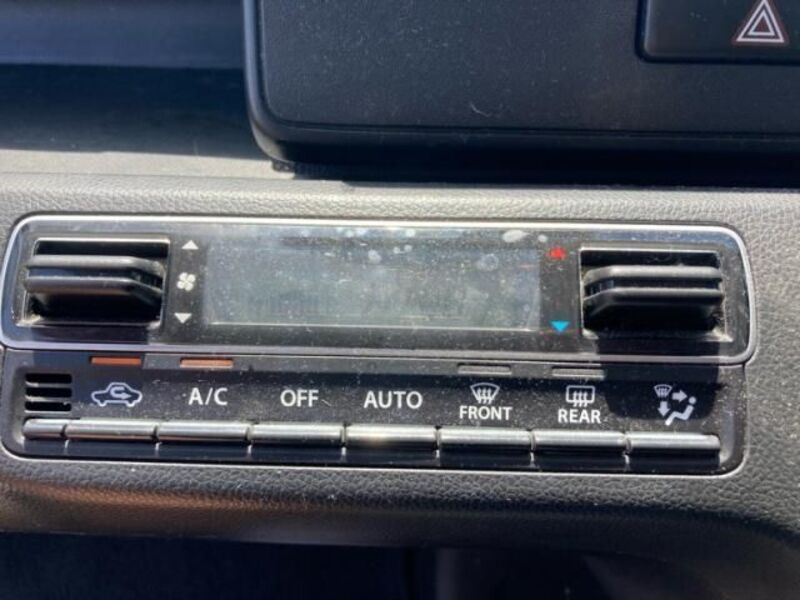 A/C OFF AUTO FRONT REAR